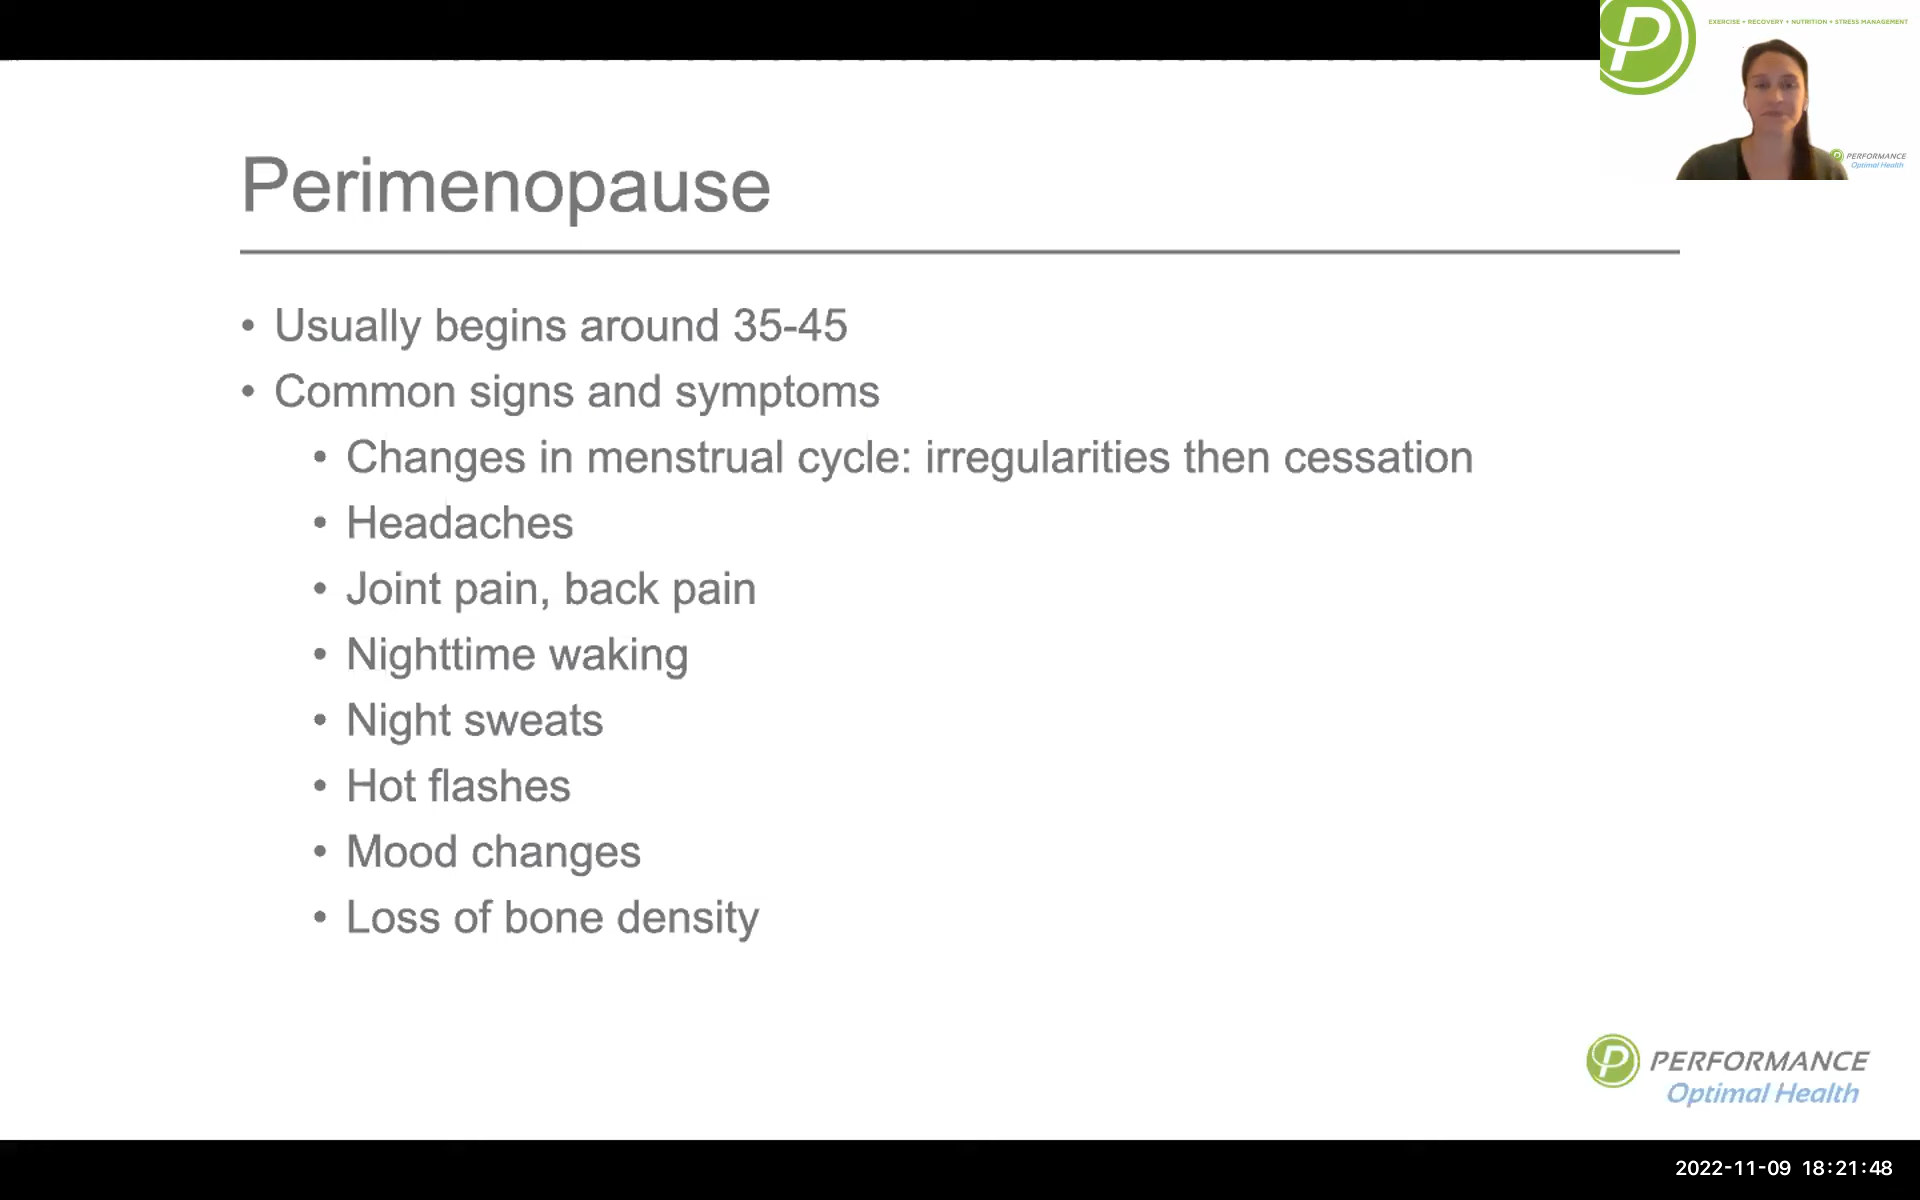 EXERCISE + RECOVERY + NUTRITION + STRESS MANAGEMENT
PERFORMANCE
Optimal Health
Perimenopause
• Usually begins around 35-45
• Common signs and symptoms
• Changes in menstrual cycle: irregularities then cessation
• Headaches
• Joint pain, back pain
• Nighttime waking
• Night sweats
• Hot flashes
• Mood changes
• Loss of bone density
P PERFORMANCE
Optimal Health
2022-11-09 18:21:48